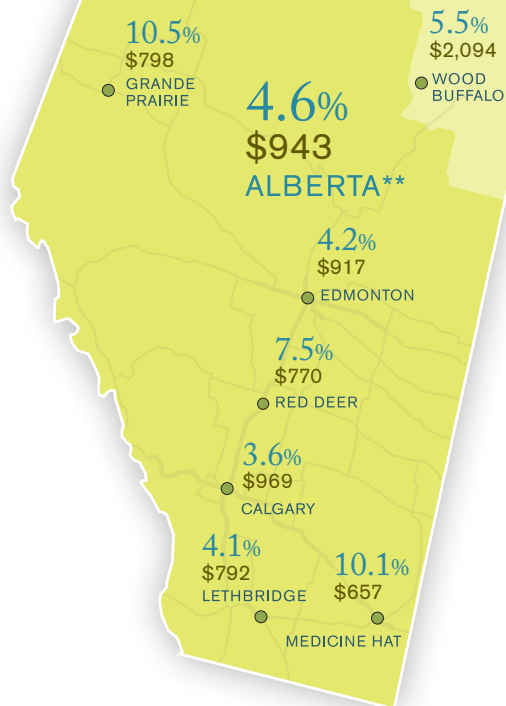 10.5%
$798
GRANDE
PRAIRIE
5.5%
$2,094
WOOD
BUFFALO
4.6%
$943
ALBERTA**
4.2%
$917
EDMONTON
7.5%
$770
RED DEER
3.6%
$969
CALGARY
4.1%
$792
LETHBRIDGE
10.1%
$657
MEDICINE HAT